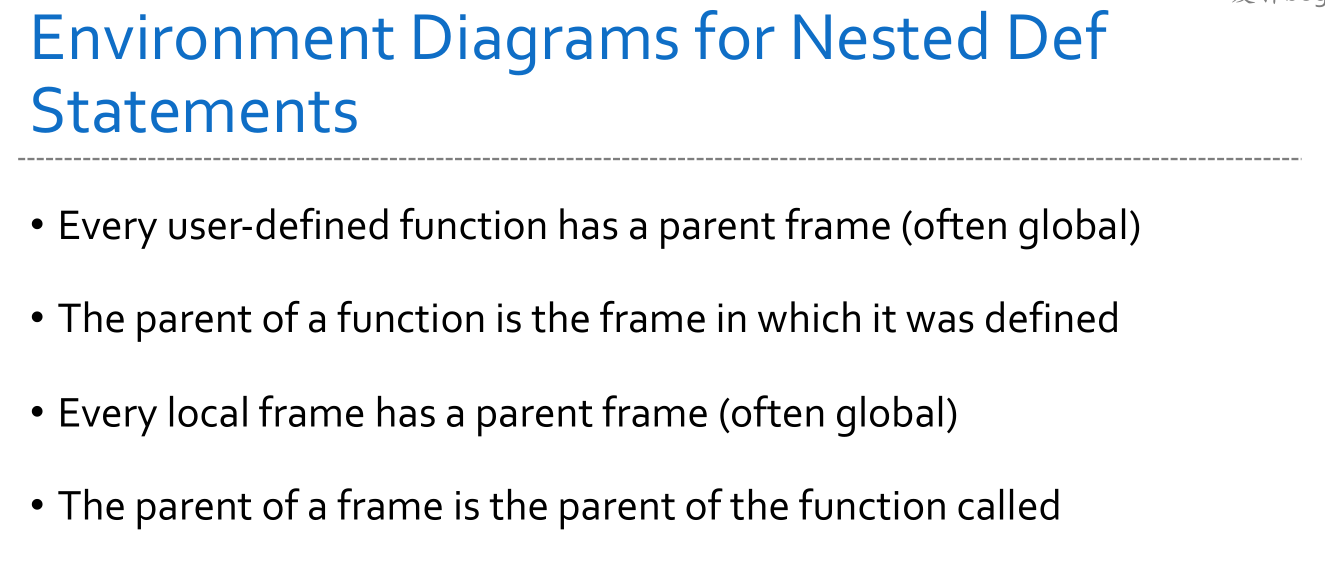 Environment Diagrams for Nested Def
Statements
• Every user-defined function has a parent frame (often global)
• The parent of a function is the frame in which it was defined
• Every local frame has a parent frame (often global)
• The parent of a frame is the parent of the function called